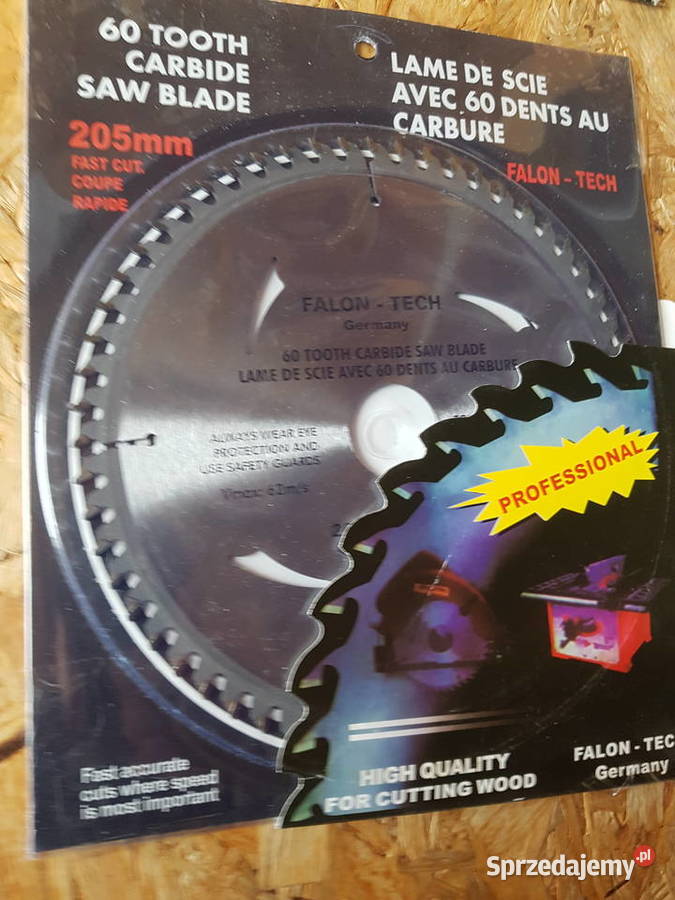 60 TOOTH
CARBIDE
SAW BLADE
LAME DE SCIE
AVEC 60 DENTS AU
CARBURE
205mm
FAST CUT.
COUPE
RAPIDE
FALON - TECH
FALON - TECH
Germany
60 TOOTH CARBIDE SAW BLADE
LAME DE SCIE AVEC 60 DENTS AU CARBURE
ALWAYS WEAR EYE
PROTECTION AND
USE SAFETY GUARDS
Vmax: 62m/s
PROFESSIONAL
HIGH QUALITY
FOR CUTTING WOOD
FALON - TEC
Germany
Fast accurate
cuts where speed
is most important
Sprzedajemy.pl